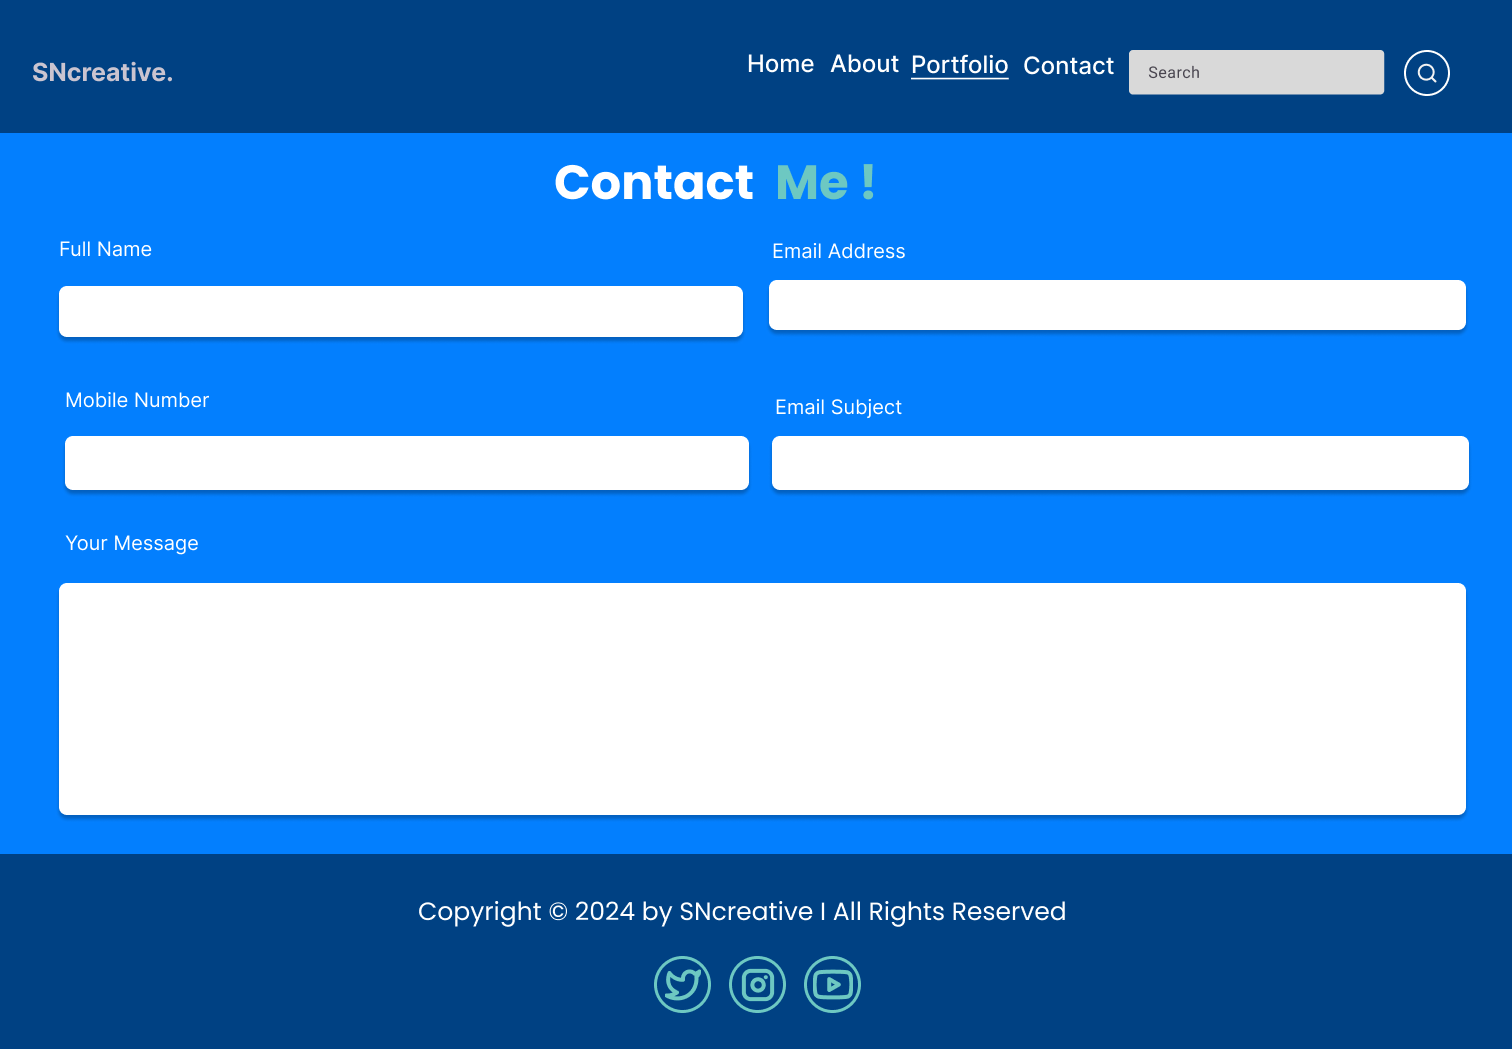 SNcreative.
Home About Portfolio Contact Search
Contact Me !
Full Name
Email Address
Mobile Number
Email Subject
Your Message
Copyright © 2024 by SNcreative I All Rights Reserved